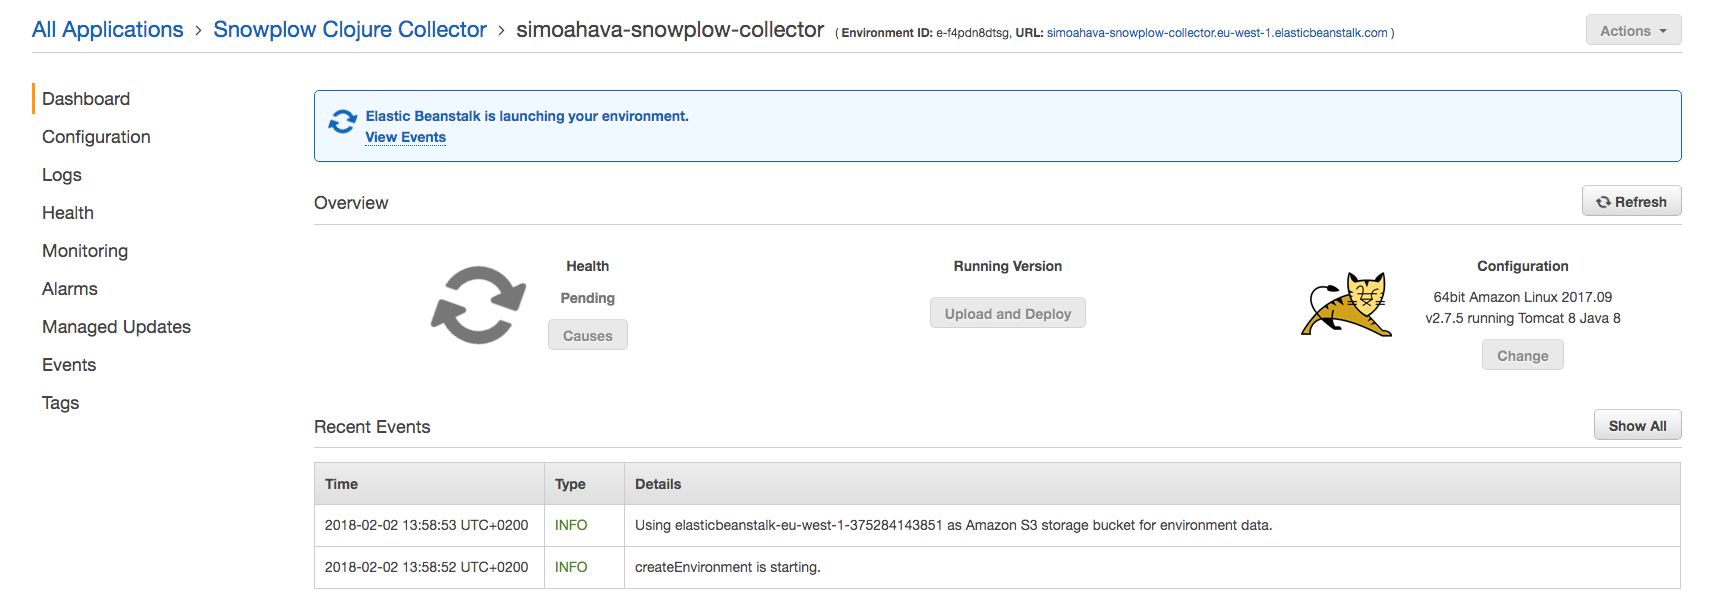 All Applications > Snowplow Clojure Collector > simoahava-snowplow-collector ( Environment ID: e-f4pdn8dtsg, URL: simoahava-snowplow-collector.eu-west-1.elasticbeanstalk.com )
Actions
Dashboard
Configuration
Logs
Health
Monitoring
Alarms
Managed Updates
Events
Tags
Elastic Beanstalk is launching your environment.
View Events
Overview
Refresh
Health
Pending
Causes
Running Version
Upload and Deploy
Configuration
64bit Amazon Linux 2017.09
v2.7.5 running Tomcat 8 Java 8
Change
Recent Events
Show All
Time Type Details
2018-02-02 13:58:53 UTC+0200 INFO Using elasticbeanstalk-eu-west-1-375284143851 as Amazon S3 storage bucket for environment data.
2018-02-02 13:58:52 UTC+0200 INFO createEnvironment is starting.